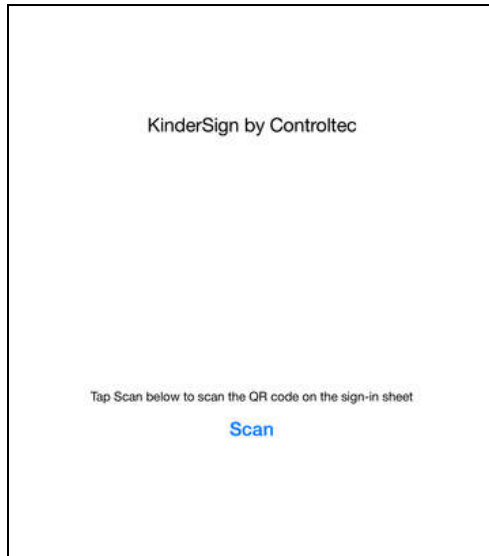 KinderSign by Controltec
Tap Scan below to scan the QR code on the sign-in sheet
Scan